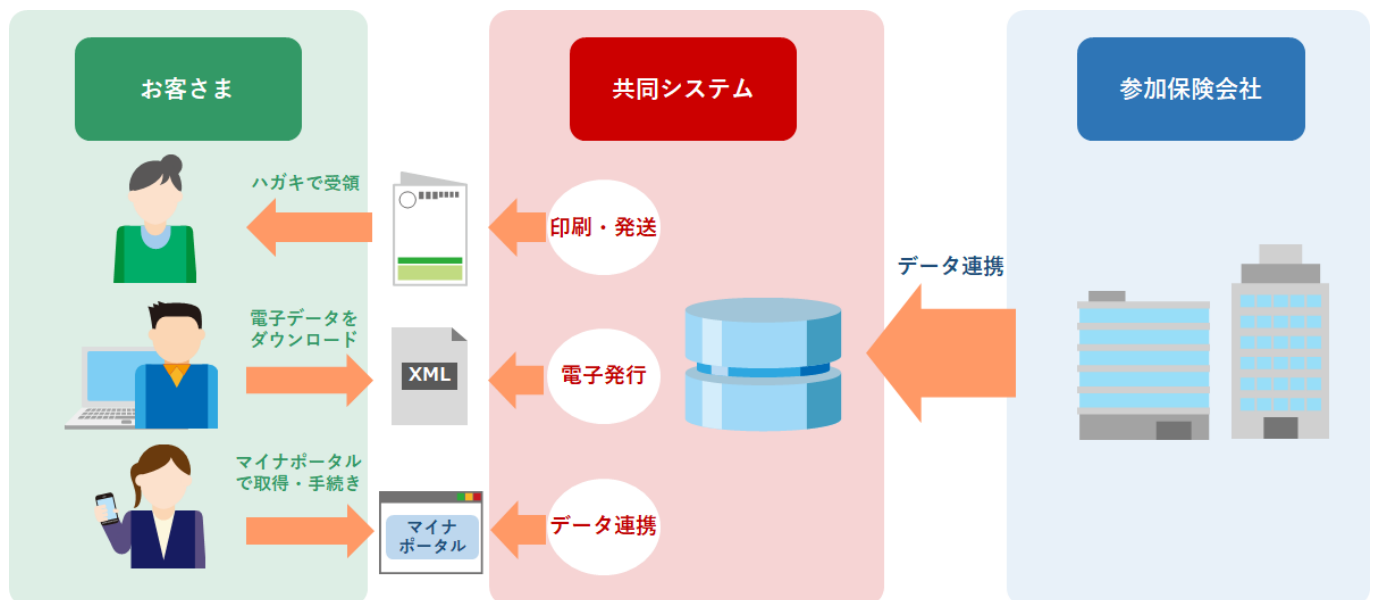 お客さま
共同システム
参加保険会社
ハガキで受領
印刷・発送
データ連携
電子データを
ダウンロード
XML
電子発行
マイナポータル
で取得・手続き
マイナ
ポータル
データ連携